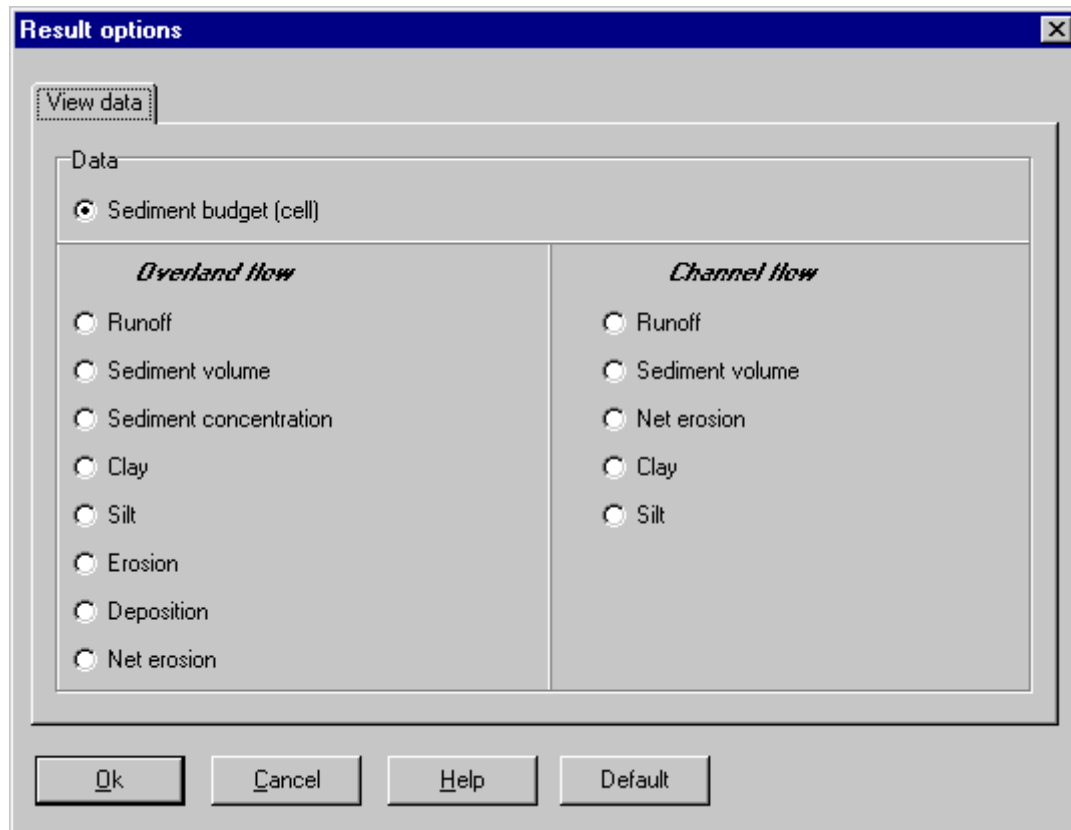 Result options
View data
Data
Sediment budget (cell)
Overland flow
Runoff
Sediment volume
Sediment concentration
Clay
Silt
Erosion
Deposition
Net erosion
Channel flow
Runoff
Sediment volume
Net erosion
Clay
Silt
Ok Cancel Help Default